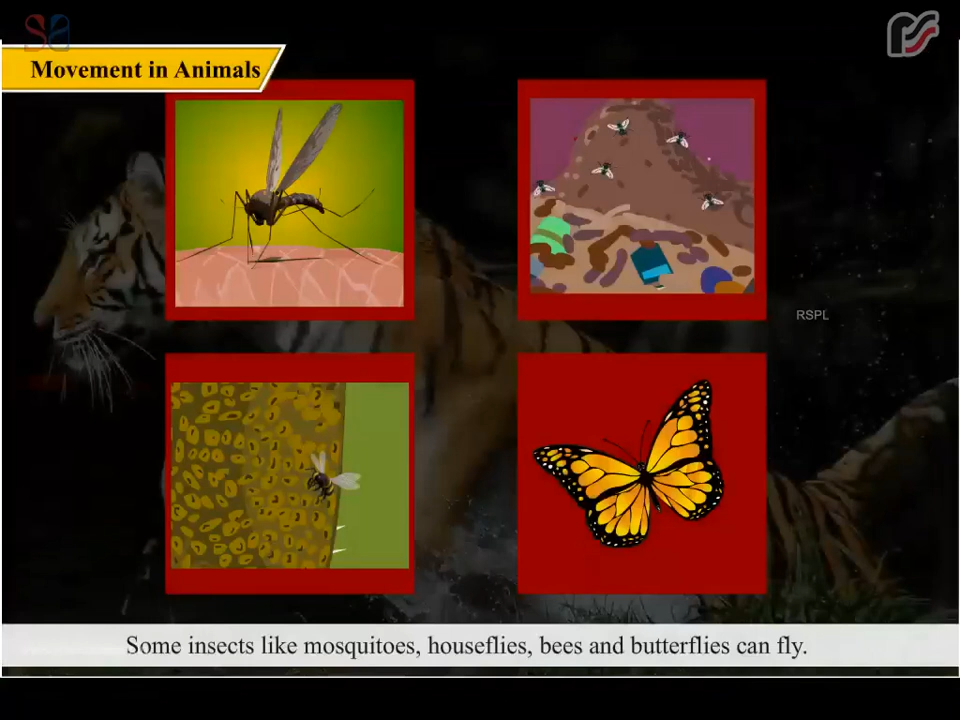 Movement in Animals
RSPL
Some insects like mosquitoes, houseflies, bees and butterflies can fly.